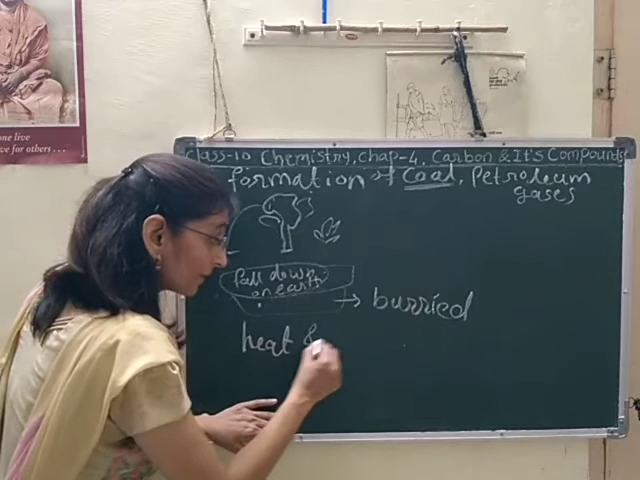 one live
ve for others . . .
Class-10 Chemistry, Chap-4, Carbon & It's Compounds
formation of Coal, Petroleum
gases
fall down
on earth
→ burried
heat &